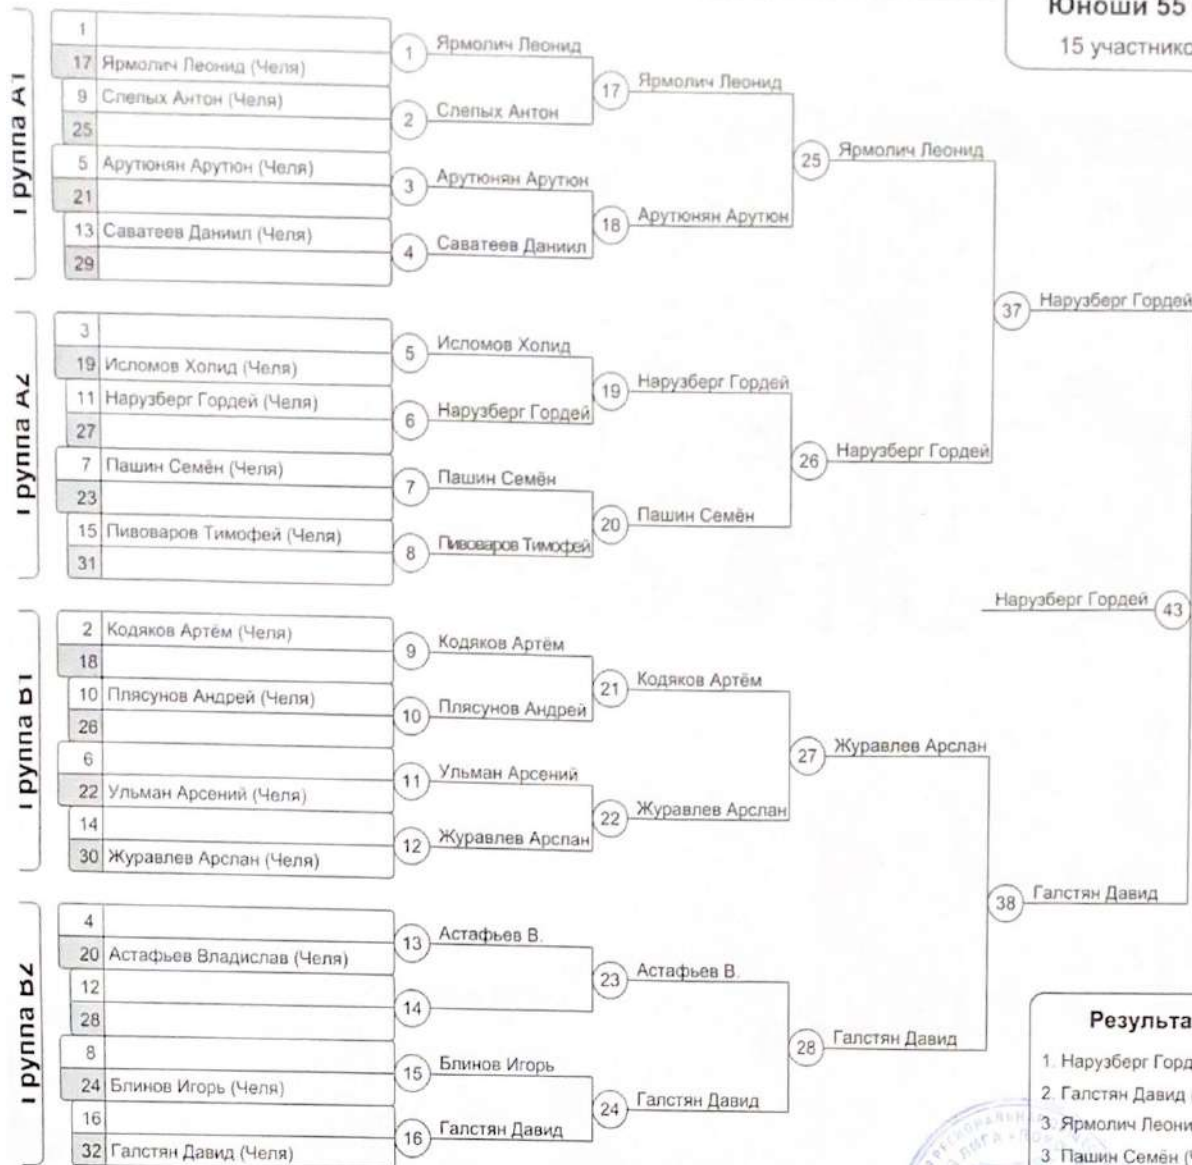 Юноши 55
15 участнико
Группа А1
1
17 Ярмолич Леонид (Челя)
9 Слепых Антон (Челя)
25
5 Арутюнян Арутюн (Челя)
21
13 Саватеев Даниил (Челя)
29
1 Ярмолич Леонид
2 Слепых Антон
3 Арутюнян Арутюн
4 Саватеев Даниил
17 Ярмолич Леонид
18 Арутюнян Арутюн
25 Ярмолич Леонид
Группа А2
3
19 Исломов Холид (Челя)
11 Нарузберг Гордей (Челя)
27
7 Пашин Семён (Челя)
23
15 Пивоваров Тимофей (Челя)
31
5 Исломов Холид
6 Нарузберг Гордей
7 Пашин Семён
8 Пивоваров Тимофей
19 Нарузберг Гордей
20 Пашин Семён
26 Нарузберг Гордей
37 Нарузберг Гордей
Нарузберг Гордей 43
Группа В1
2 Кодяков Артём (Челя)
18
10 Плясунов Андрей (Челя)
26
6
22 Ульман Арсений (Челя)
14
30 Журавлев Арслан (Челя)
9 Кодяков Артём
10 Плясунов Андрей
11 Ульман Арсений
12 Журавлев Арслан
21 Кодяков Артём
22 Журавлев Арслан
27 Журавлев Арслан
38 Галстян Давид
Группа В2
4
20 Астафьев Владислав (Челя)
12
28
8
24 Блинов Игорь (Челя)
16
32 Галстян Давид (Челя)
13 Астафьев В.
14
15 Блинов Игорь
16 Галстян Давид
23 Астафьев В.
24 Галстян Давид
28 Галстян Давид
Результа
1. Нарузберг Горд
2. Галстян Давид
3. Ярмолич Леони
3 Пашин Семён (